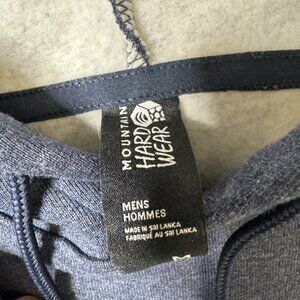 MOUNTAIN
HARD
WEAR
MENS
HOMMES
MADE IN SRI LANKA
FABRIQUÉ AU SRI LANKA
M